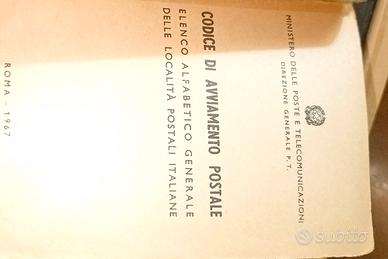 MINISTERO DELLE POSTE E TELECOMUNICAZIONI
DIREZIONE GENERALE P. T.
CODICE DI AVVIAMENTO POSTALE
ELENCO ALFABETICO GENERALE
DELLE LOCALITÀ POSTALI ITALIANE
ROMA - 1967
subito